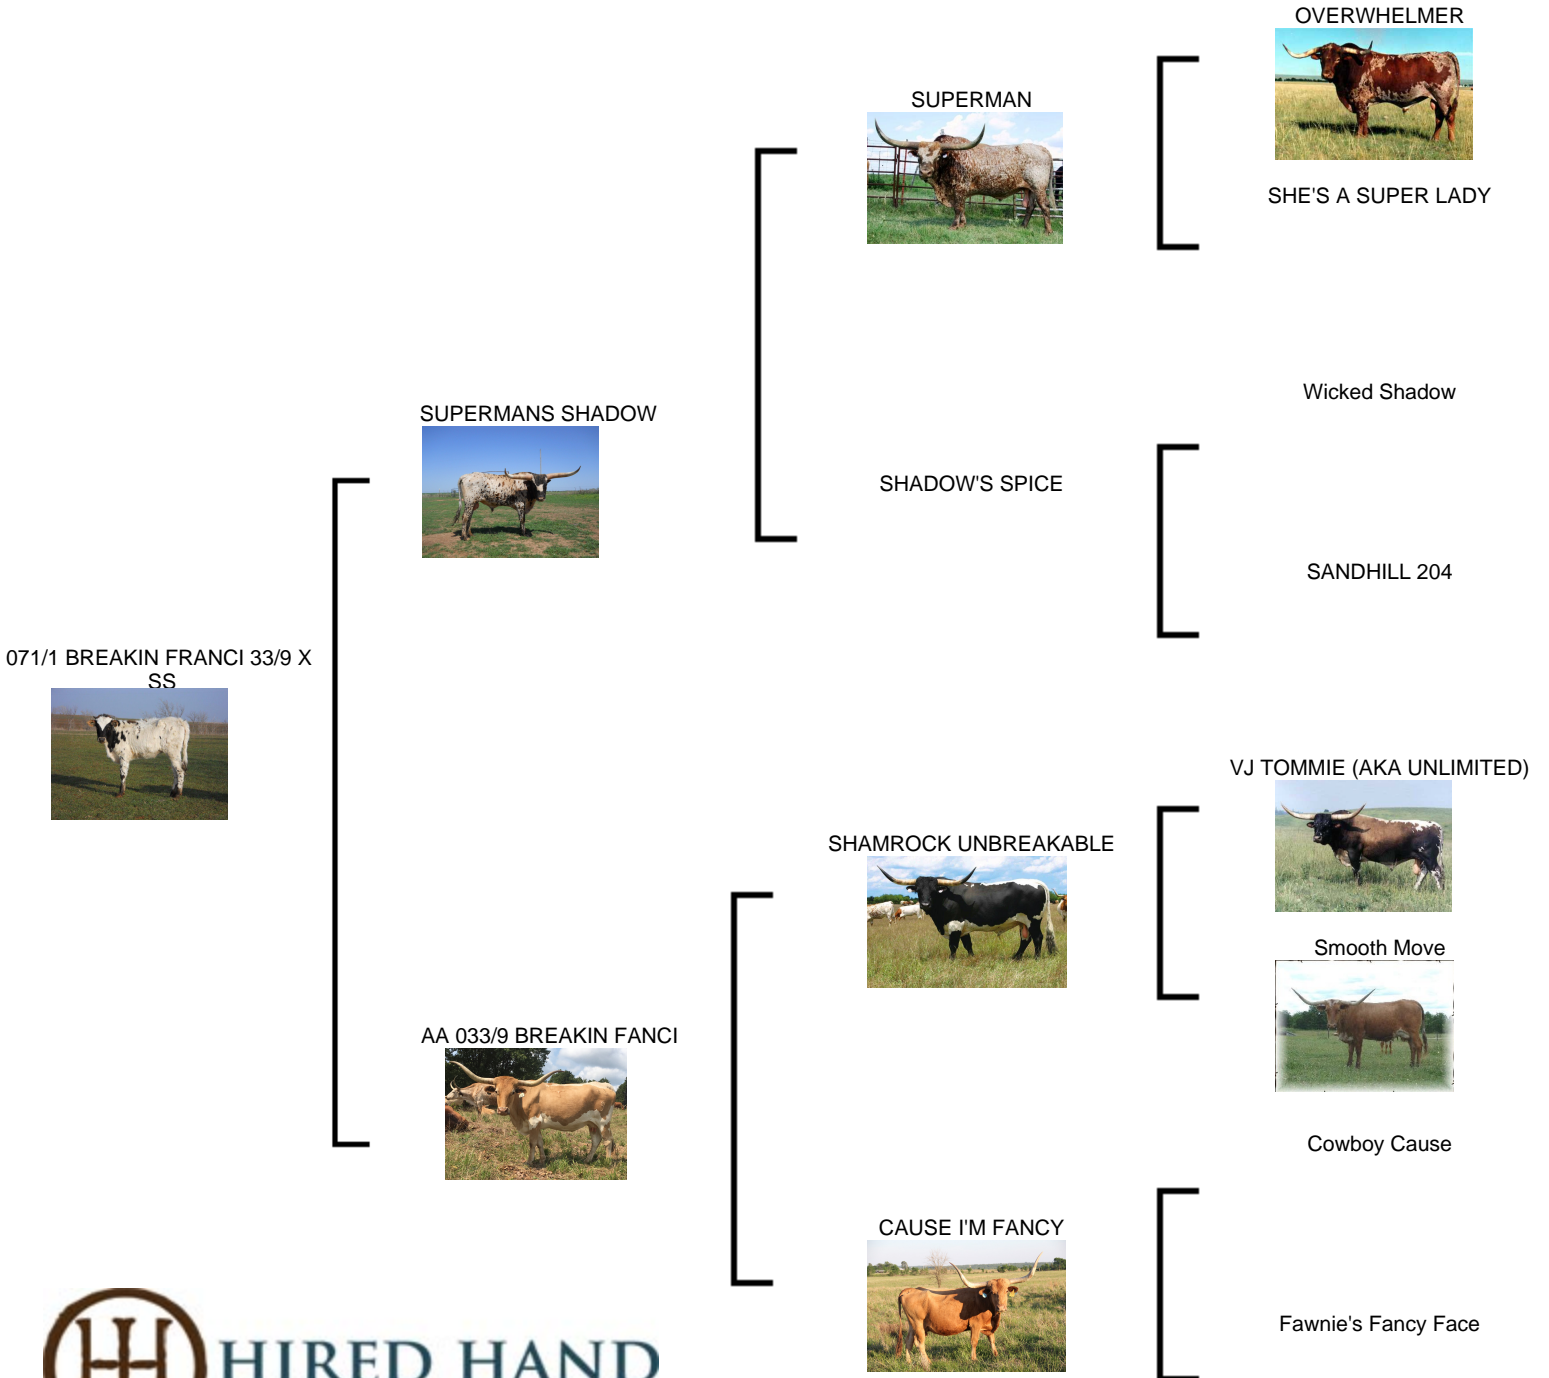 OVERWHELMER
SUPERMAN
SHE'S A SUPER LADY
Wicked Shadow
SUPERMANS SHADOW
SHADOW'S SPICE
SANDHILL 204
071/1 BREAKIN FRANCI 33/9 X
SS
VJ TOMMIE (AKA UNLIMITED)
SHAMROCK UNBREAKABLE
Smooth Move
AA 033/9 BREAKIN FANCI
Cowboy Cause
CAUSE I'M FANCY
Fawnie's Fancy Face
HIRED HAND